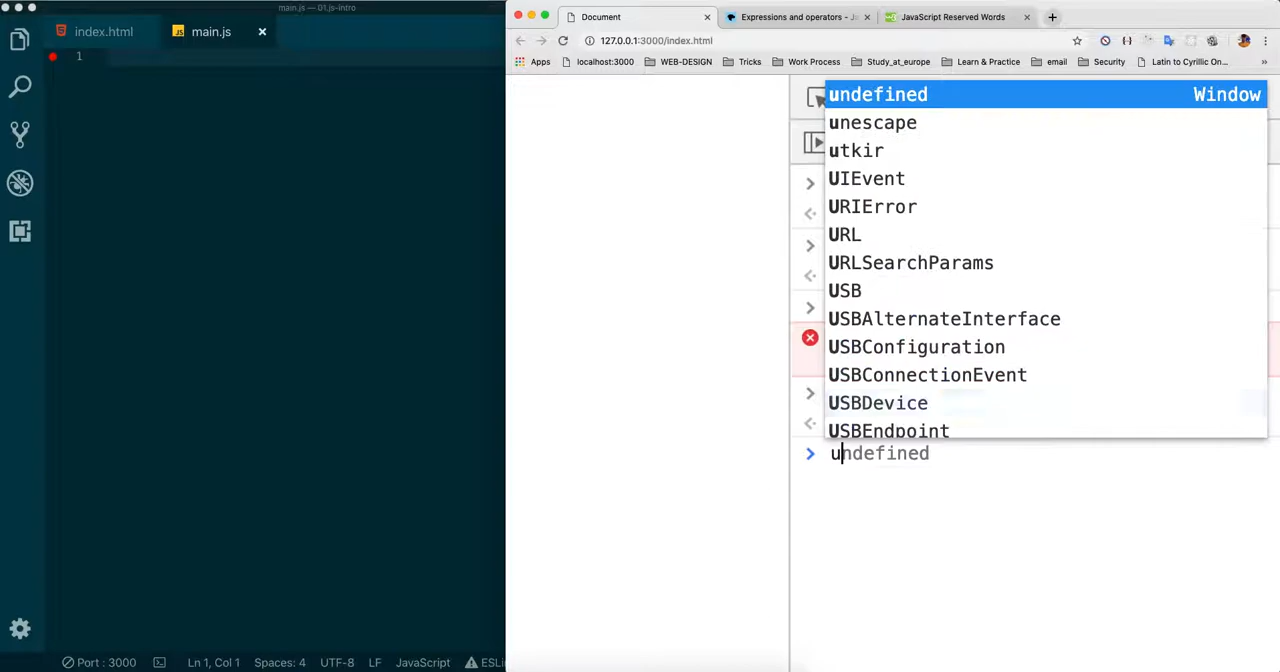 main.js — 01.js-intro
index.html
main.js
1
Ln 1, Col 1
Spaces: 4
UTF-8
LF
JavaScript
Port : 3000
Document
Expressions and operators - J
JavaScript Reserved Words
127.0.0.1:3000/index.html
Apps
localhost:3000
WEB-DESIGN
Tricks
Work Process
Study_at_europe
Learn & Practice
email
Security
Latin to Cyrillic On...
undefined Window
unescape
utkir
UIEvent
URIError
URL
URLSearchParams
USB
USBAlternateInterface
USBConfiguration
USBConnectionEvent
USBDevice
USBEndpoint
undefined